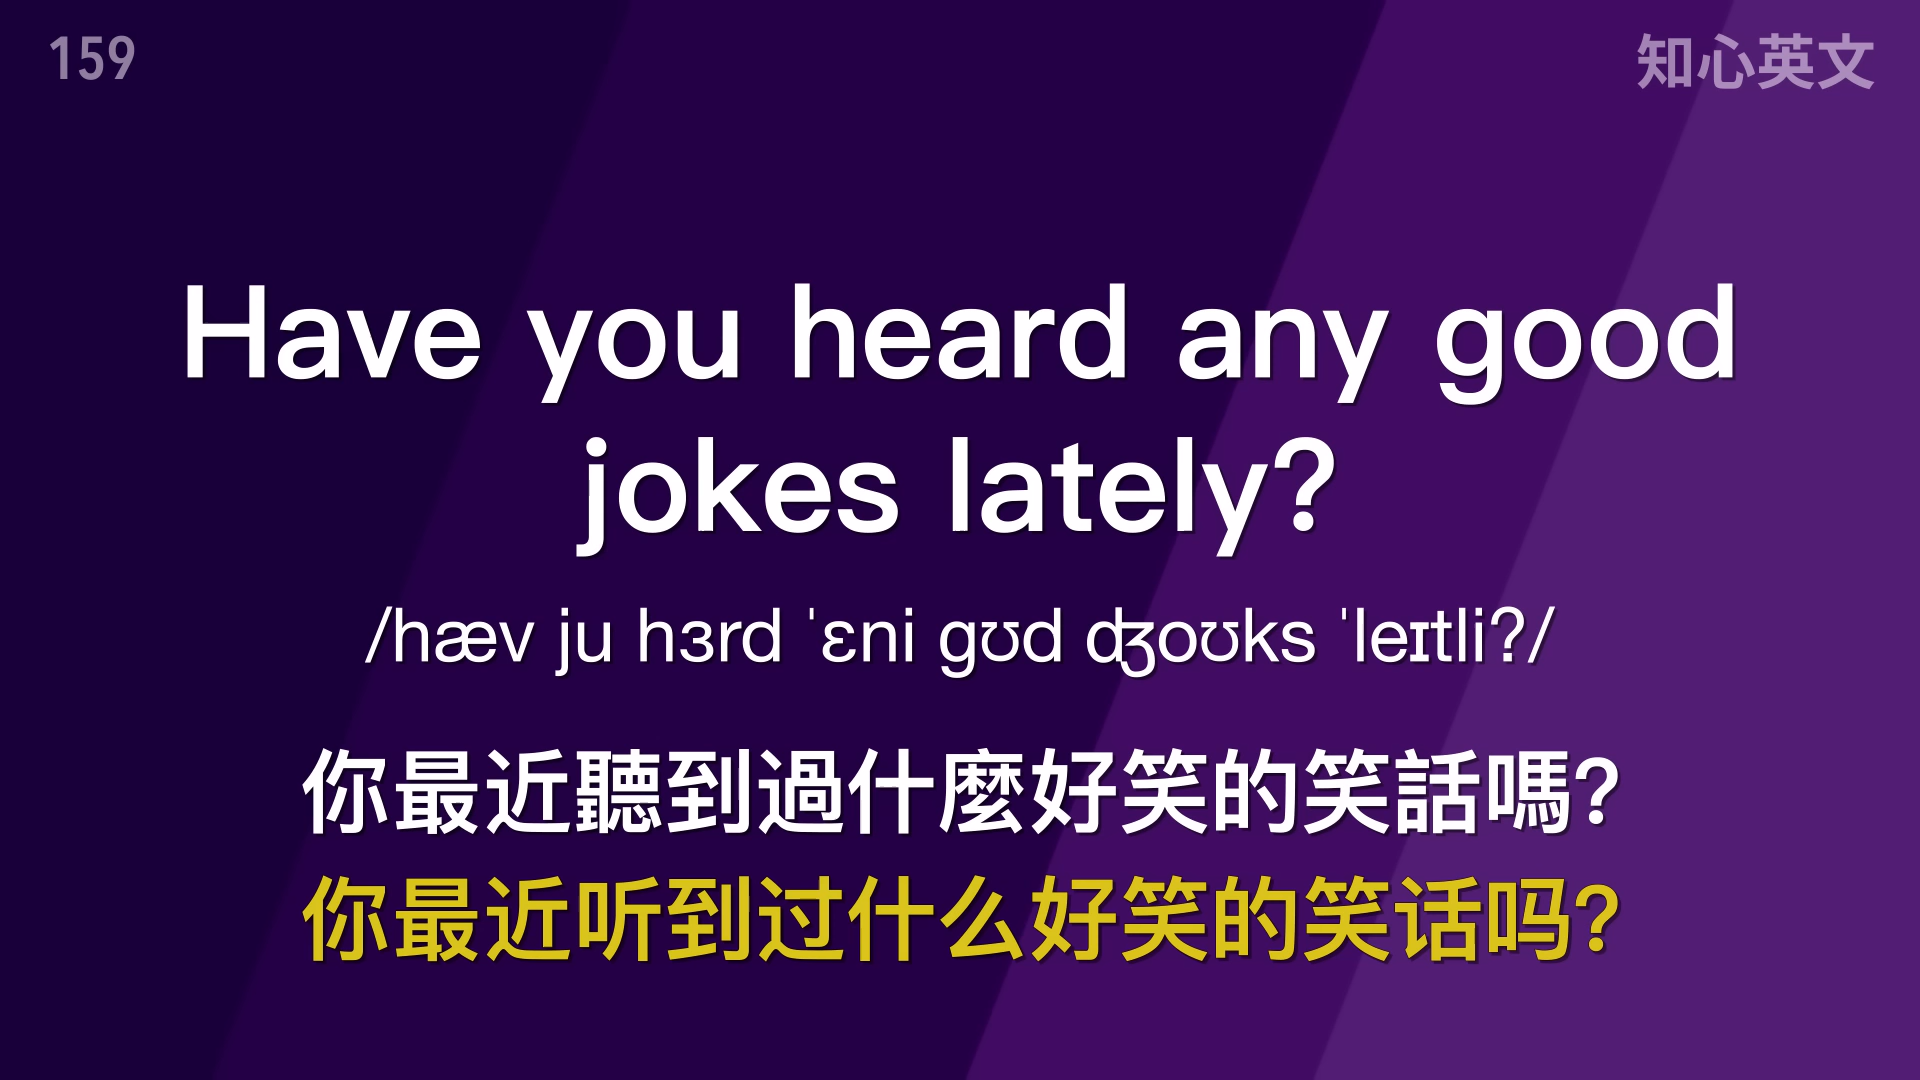 159
知心英文
Have you heard any good
jokes lately?
/hæv ju hɜrd ˈɛni gʊd ʤoʊks ˈleɪtli?/
你最近聽到過什麼好笑的笑話嗎?
你最近听到过什么好笑的笑话吗?